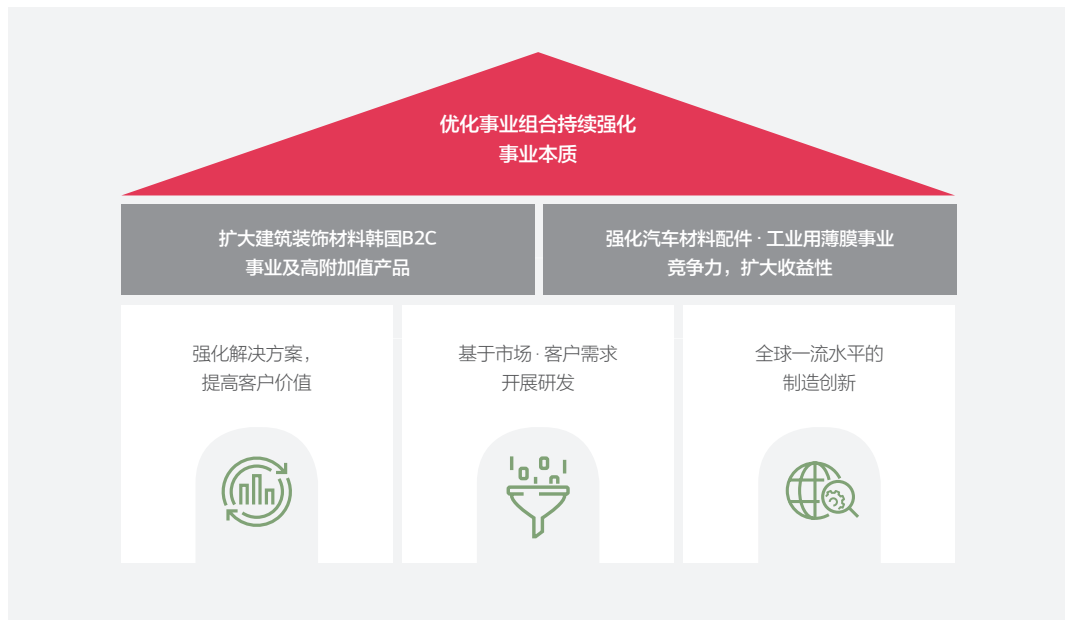 优化事业组合持续强化
事业本质
扩大建筑装饰材料韩国B2C
事业及高附加值产品
强化汽车材料配件 · 工业用薄膜事业
竞争力，扩大收益性
强化解决方案，
提高客户价值
基于市场 · 客户需求
开展研发
全球一流水平的
制造创新